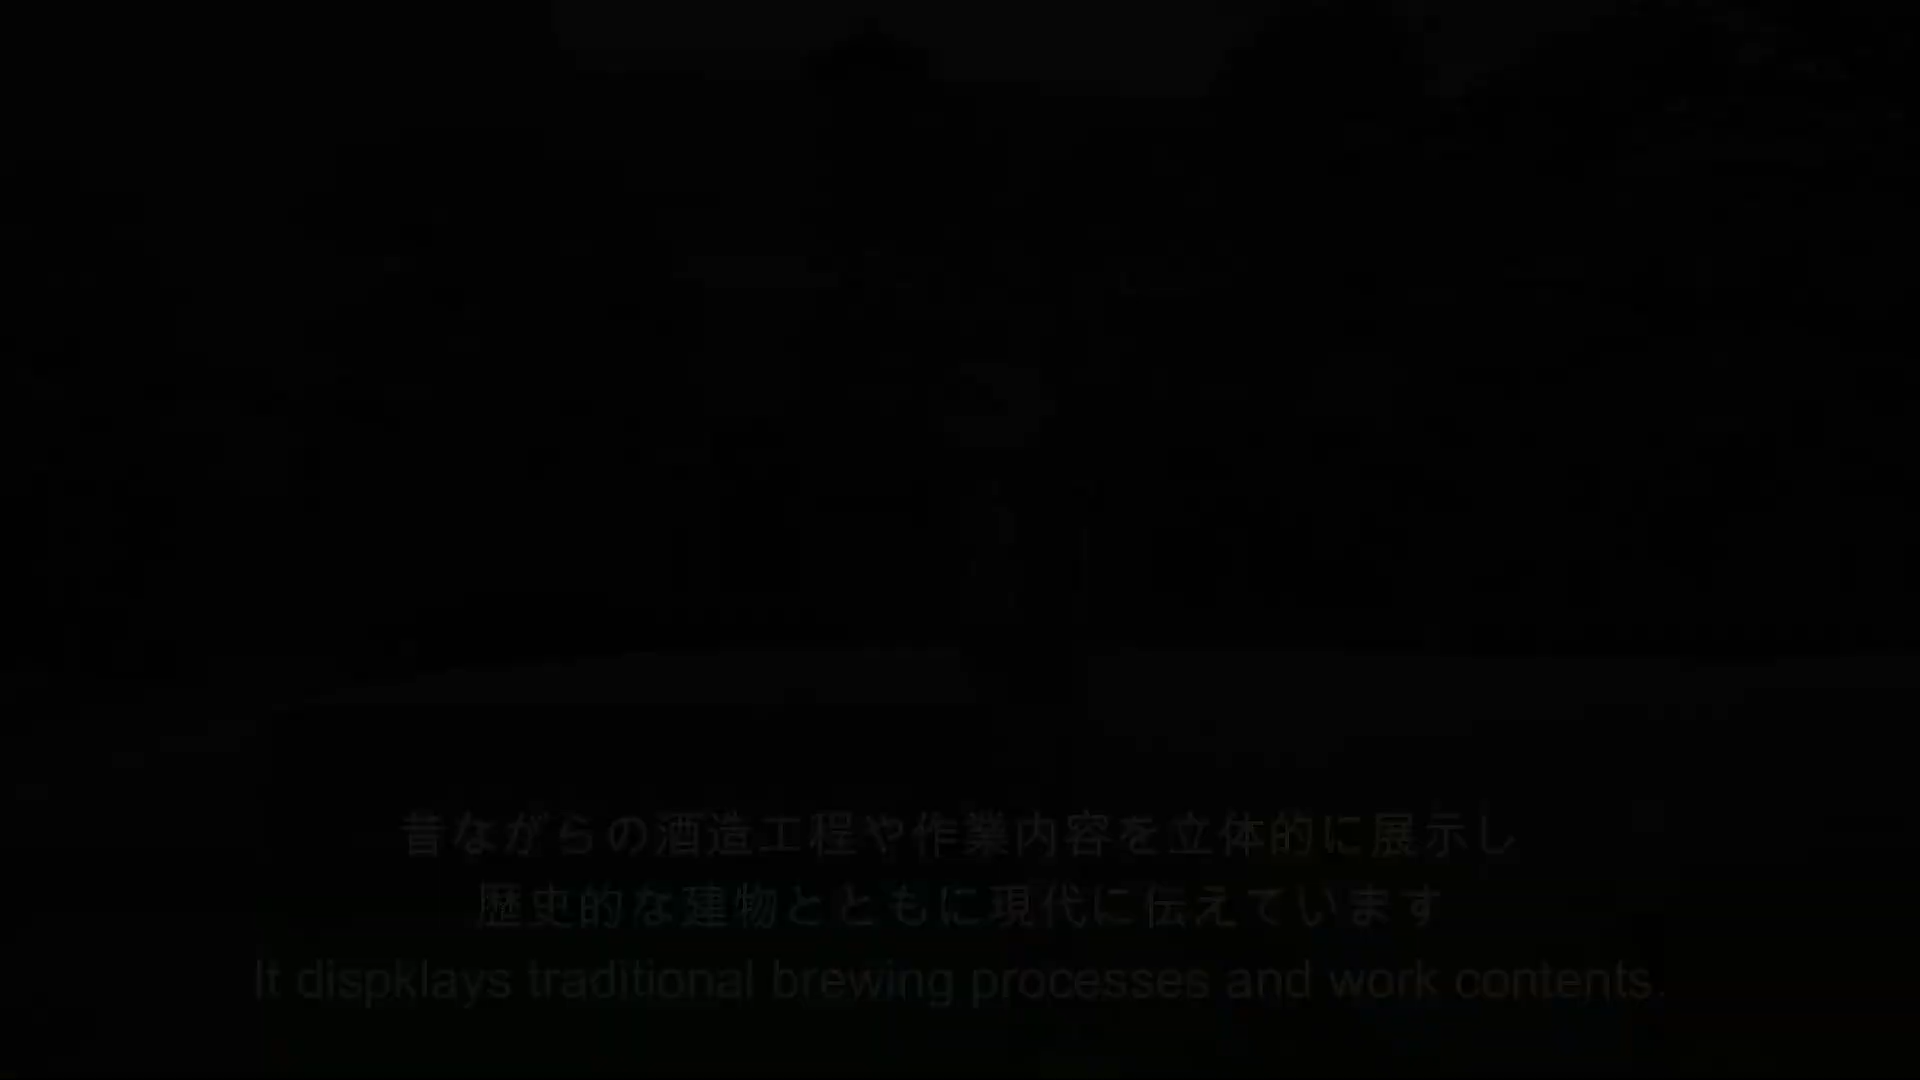 昔ながらの酒造工程や作業内容を立体的に展示し
歴史的な建物とともに現代に伝えています
It dispklays traditional brewing processes and work contents.